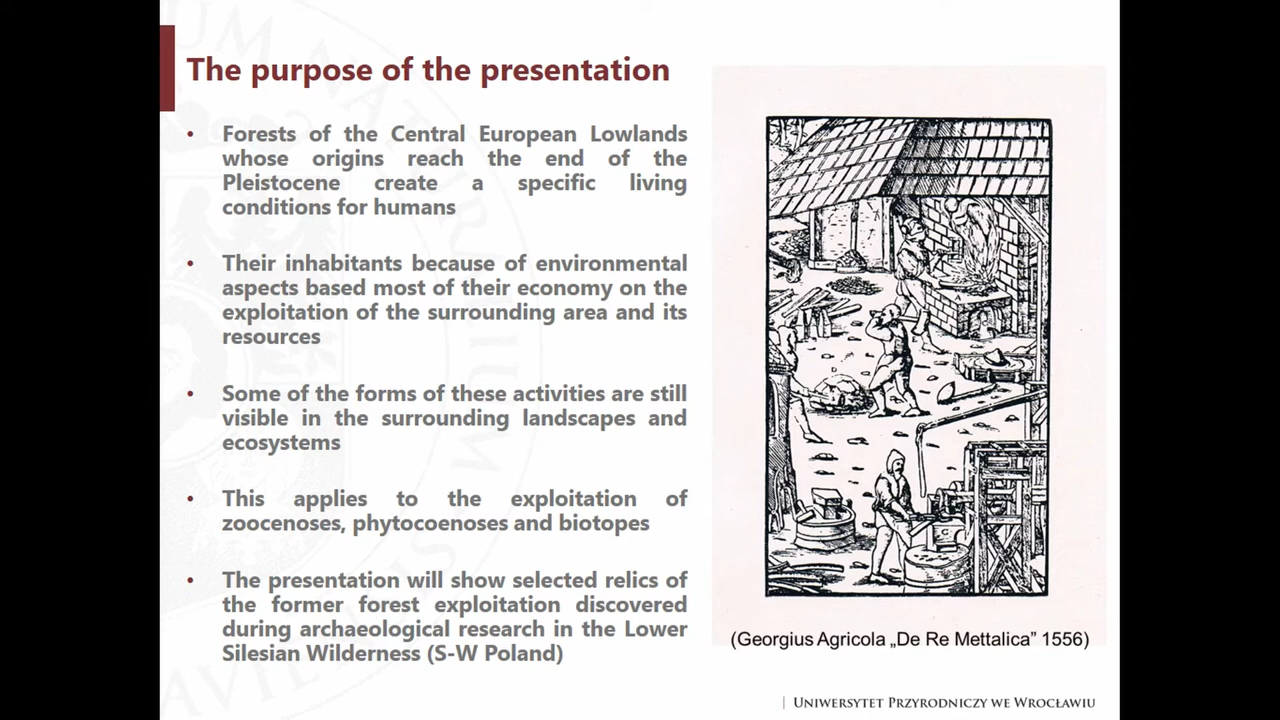 The purpose of the presentation
• Forests of the Central European Lowlands
whose origins reach the end of the
Pleistocene create a specific living
conditions for humans
• Their inhabitants because of environmental
aspects based most of their economy on the
exploitation of the surrounding area and its
resources
• Some of the forms of these activities are still
visible in the surrounding landscapes and
ecosystems
• This applies to the exploitation of
zoocenoses, phytocoenoses and biotopes
• The presentation will show selected relics of
the former forest exploitation discovered
during archaeological research in the Lower
Silesian Wilderness (S-W Poland)
(Georgius Agricola „De Re Mettalica” 1556)
UNIWERSYTET PRZYRODNICZY WE WROCŁAWIU